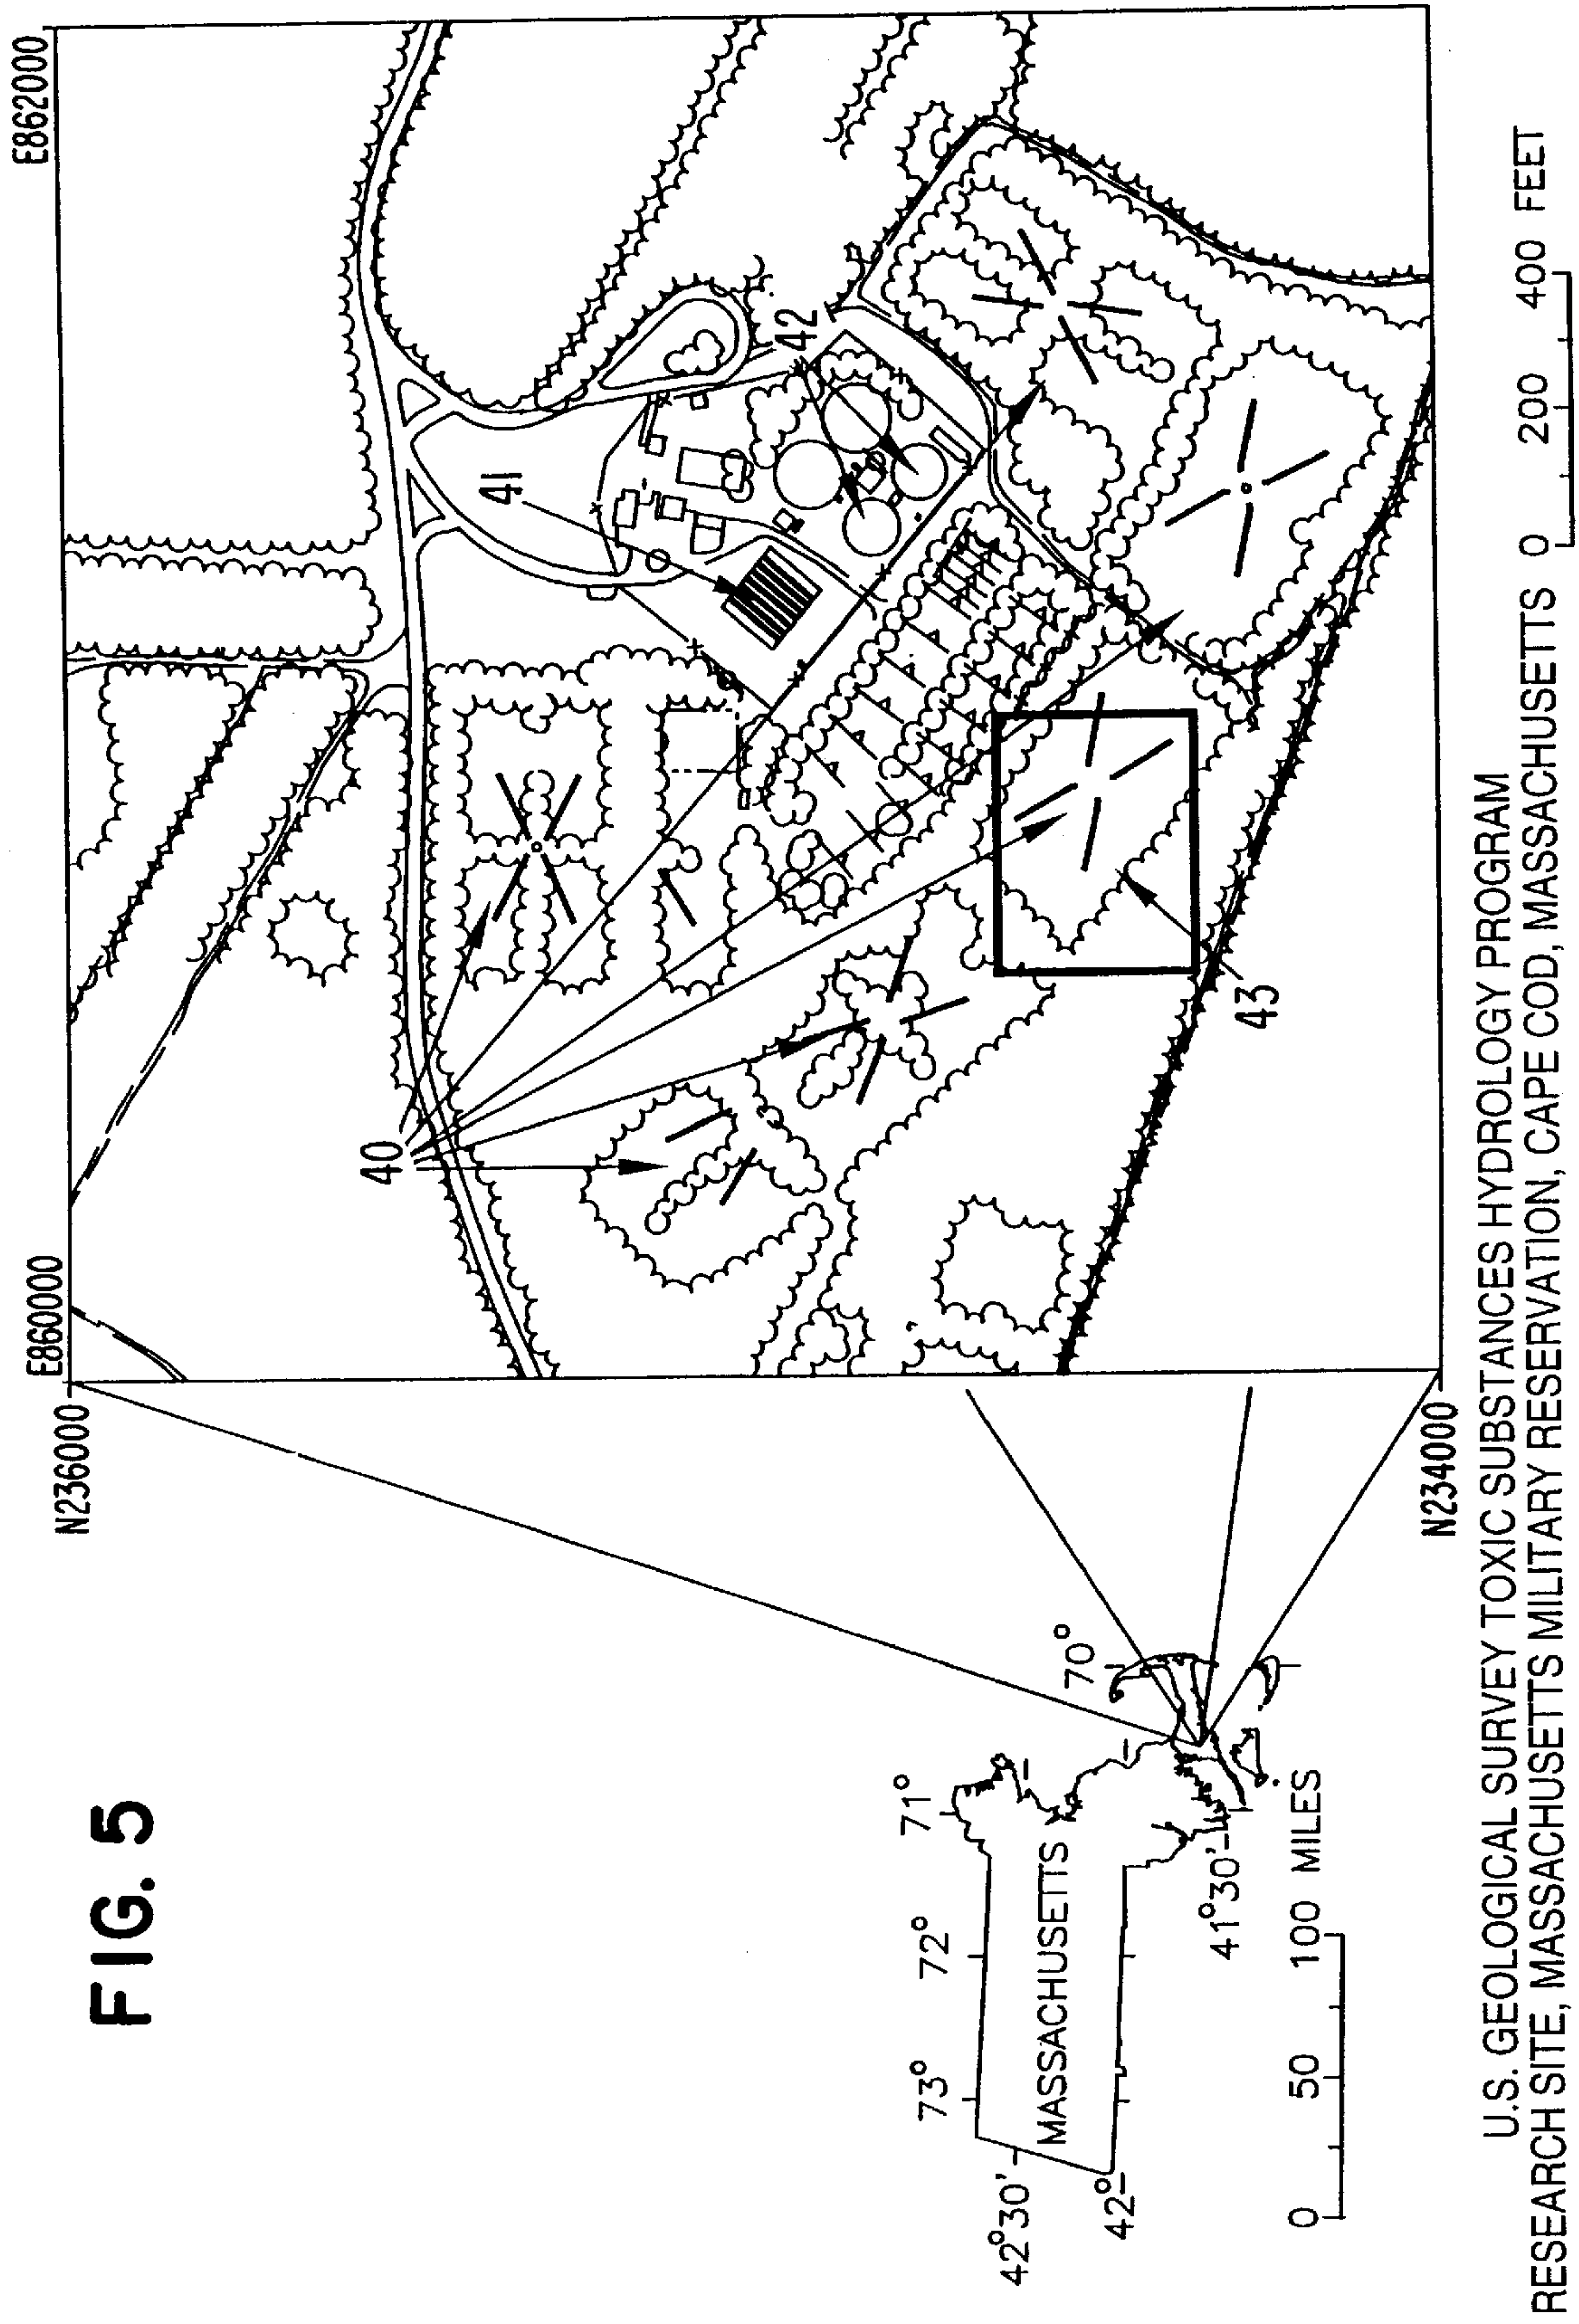 FIG. 5
E860000
E862000
N236000
N234000
40
41
42
43
73°
72°
71°
70°
42°30'
42°
41°30'
MASSACHUSETTS
0 50 100 MILES
U.S. GEOLOGICAL SURVEY TOXIC SUBSTANCES HYDROLOGY PROGRAM
RESEARCH SITE, MASSACHUSETTS MILITARY RESERVATION, CAPE COD, MASSACHUSETTS
0 200 400 FEET